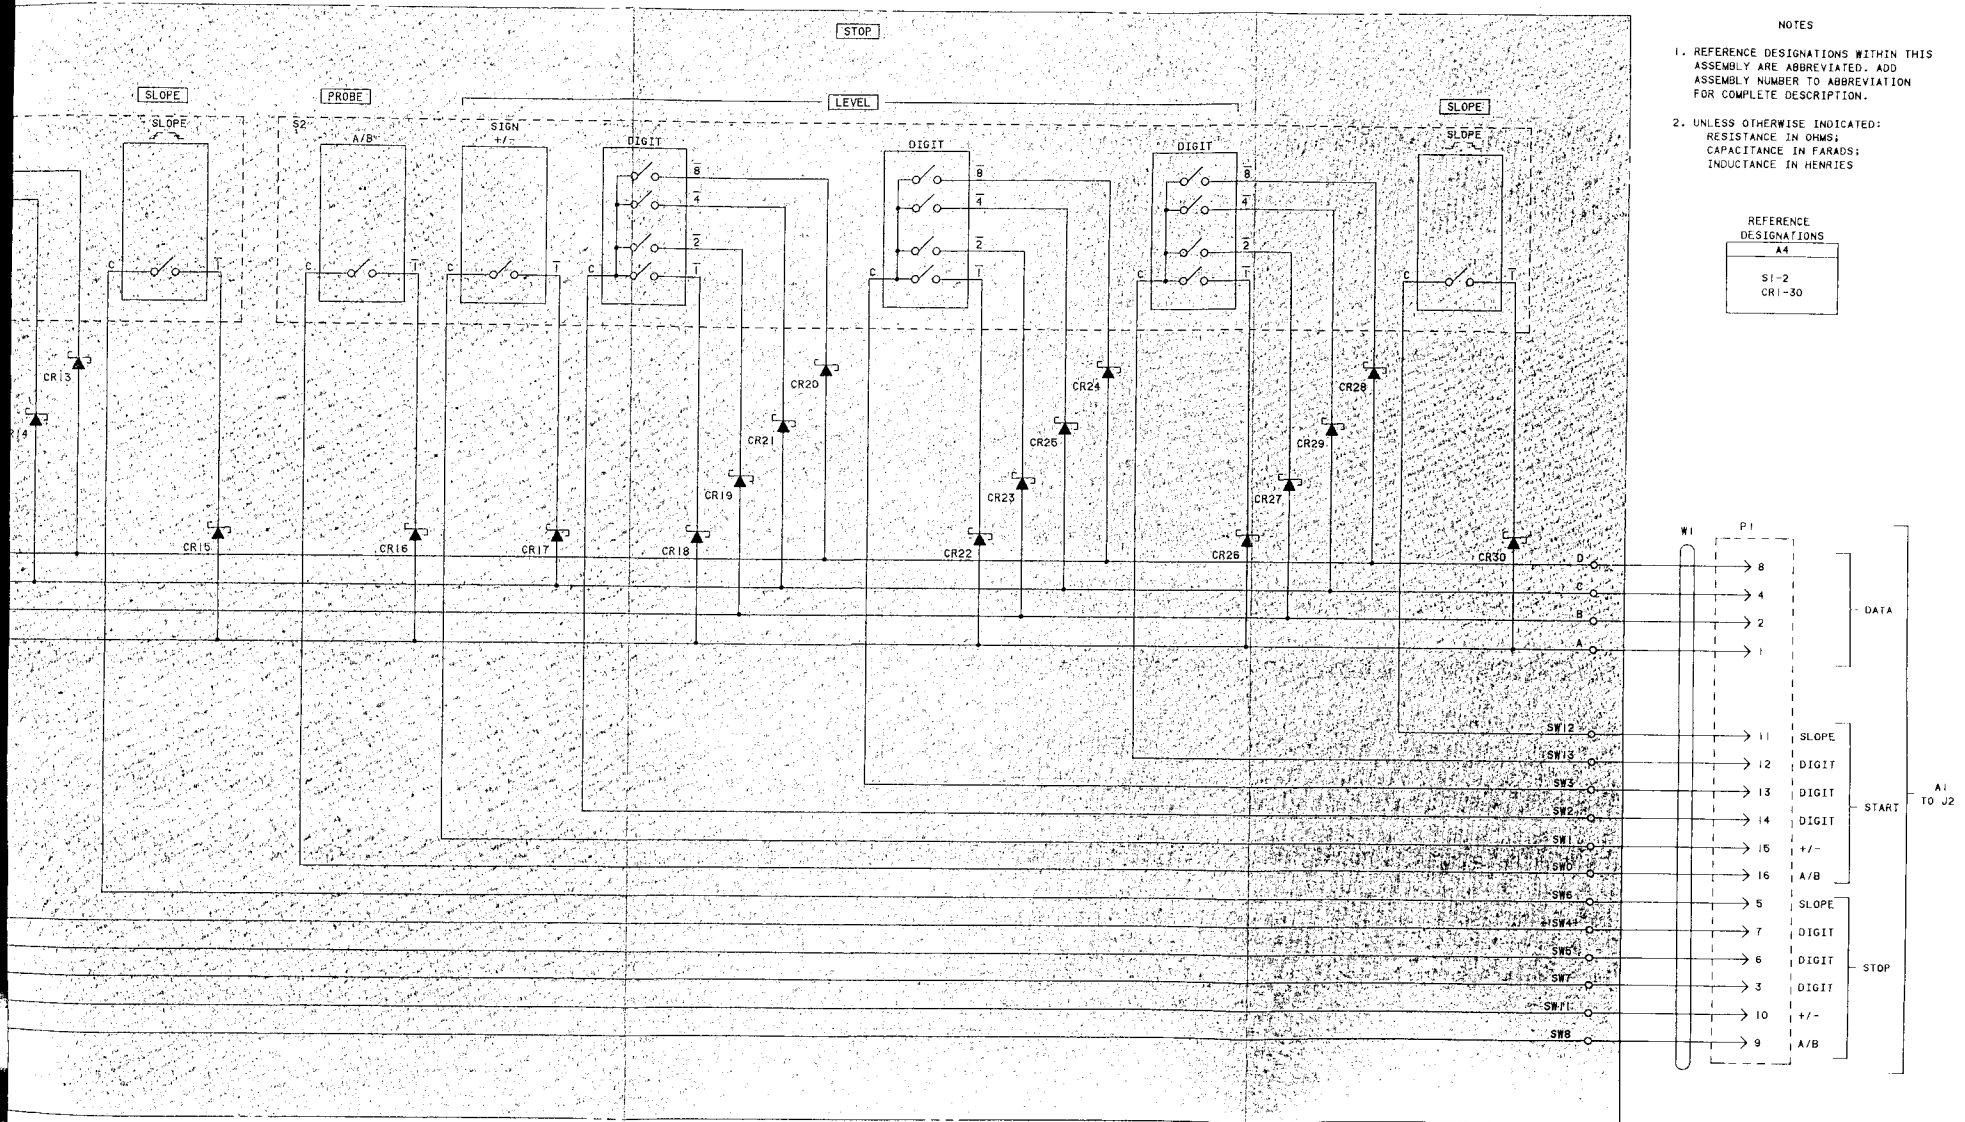 STOP
SLOPE
PROBE
LEVEL
SLOPE
SLOPE
S2
A/B
SIGN
+/-
DIGIT
DIGIT
DIGIT
SLOPE
8
4
2
1
8
4
2
1
8
4
2
1
C
1
C
1
C
1
C
C
C
C
1
CR13
CR20
CR24
CR28
CR21
CR25
CR29
CR19
CR23
CR27
CR15
CR16
CR17
CR18
CR22
CR26
CR30
NOTES
1. REFERENCE DESIGNATIONS WITHIN THIS
ASSEMBLY ARE ABBREVIATED. ADD
ASSEMBLY NUMBER TO ABBREVIATION
FOR COMPLETE DESCRIPTION.
2. UNLESS OTHERWISE INDICATED:
RESISTANCE IN OHMS;
CAPACITANCE IN FARADS;
INDUCTANCE IN HENRIES
REFERENCE
DESIGNATIONS
A4
S1-2
CR1-30
W1
P1
D 8
C 4
B 2
A 1
DATA
SW12 11 SLOPE
SW13 12 DIGIT
SW3 13 DIGIT
SW2 14 DIGIT
SW1 15 +/-
SW0 16 A/B
START
SW6 5 SLOPE
SW4 7 DIGIT
SW5 6 DIGIT
SW7 3 DIGIT
SW11 10 +/-
SW8 9 A/B
STOP
A1
TO J2